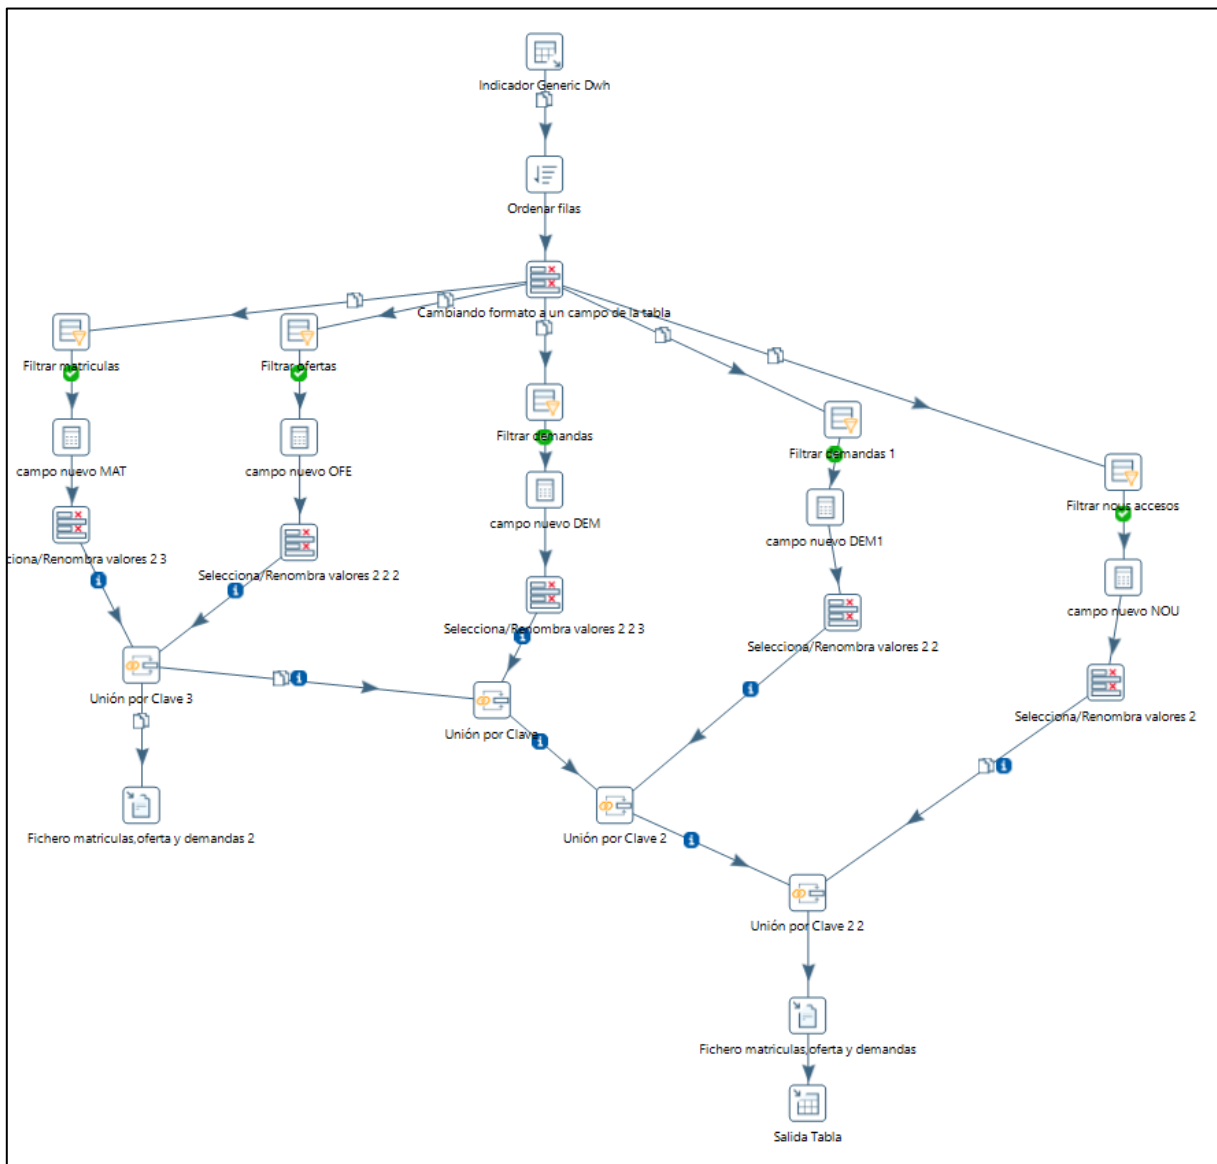 Indicador Generic Dwh
Ordenar filas
Cambiando formato a un campo de la tabla
Filtrar matriculas
Filtrar ofertas
Filtrar demandas
Filtrar demandas 1
Filtrar nous accesos
campo nuevo MAT
campo nuevo OFE
campo nuevo DEM
campo nuevo DEM1
campo nuevo NOU
ciona/Renombra valores 2 3
Selecciona/Renombra valores 2 2 2
Selecciona/Renombra valores 2 2 3
Selecciona/Renombra valores 2 2
Selecciona/Renombra valores 2
Unión por Clave 3
Unión por Clave
Unión por Clave 2
Fichero matriculas,oferta y demandas 2
Unión por Clave 2 2
Fichero matriculas,oferta y demandas
Salida Tabla